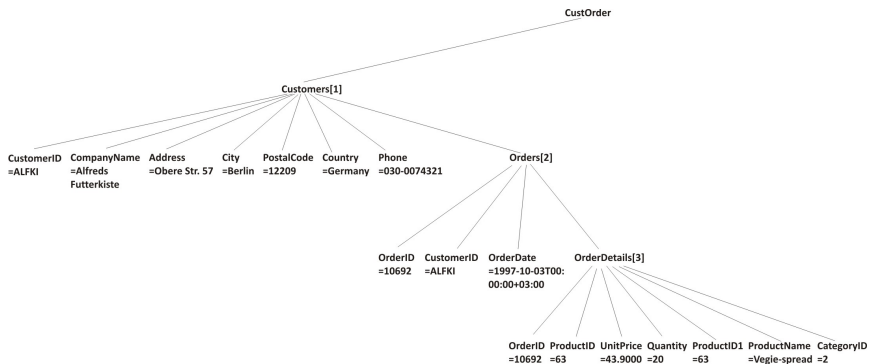 CustOrder
Customers[1]
CustomerID
=ALFKI
CompanyName
=Alfreds
Futterkiste
Address
=Obere Str. 57
City
=Berlin
PostalCode
=12209
Country
=Germany
Phone
=030-0074321
Orders[2]
OrderID
=10692
CustomerID
=ALFKI
OrderDate
=1997-10-03T00:
00:00+03:00
OrderDetails[3]
OrderID
=10692
ProductID
=63
UnitPrice
=43.9000
Quantity
=20
ProductID1
=63
ProductName
=Vegie-spread
CategoryID
=2